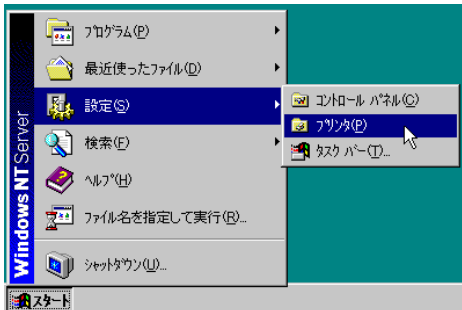 Windows NT Server
ﾌﾟﾛｸﾞﾗﾑ(P)
最近使ったﾌｧｲﾙ(D)
設定(S)
検索(F)
ﾍﾙﾌﾟ(H)
ﾌｧｲﾙ名を指定して実行(R)...
ｼｬｯﾄﾀﾞｳﾝ(U)...
ｺﾝﾄﾛｰﾙ ﾊﾟﾈﾙ(C)
ﾌﾟﾘﾝﾀ(P)
ﾀｽｸ ﾊﾞｰ(T)...
ｽﾀｰﾄ